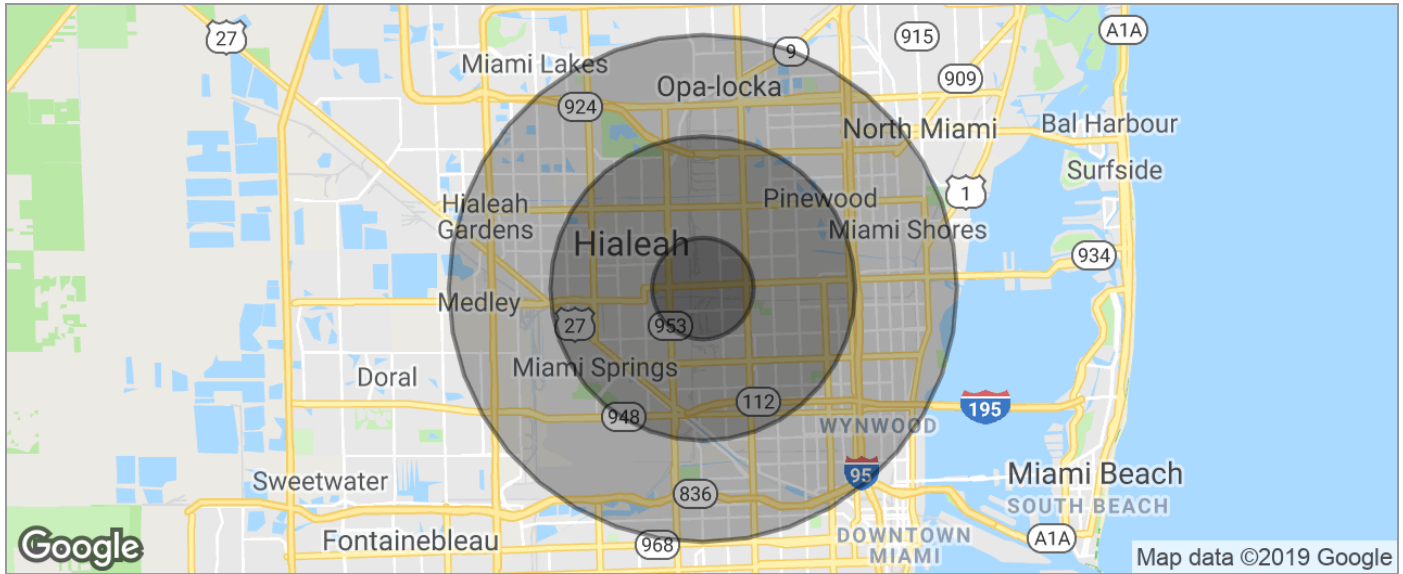 27
915
A1A
9
Miami Lakes
909
Opa-locka
924
North Miami
Bal Harbour
Surfside
1
Pinewood
Hialeah
Gardens
Miami Shores
Hialeah
934
Medley
27
953
Miami Springs
Doral
112
195
948
WYNWOOD
95
Miami Beach
Sweetwater
836
SOUTH BEACH
DOWNTOWN
MIAMI
A1A
Fontainebleau
968
Google
Map data ©2019 Google